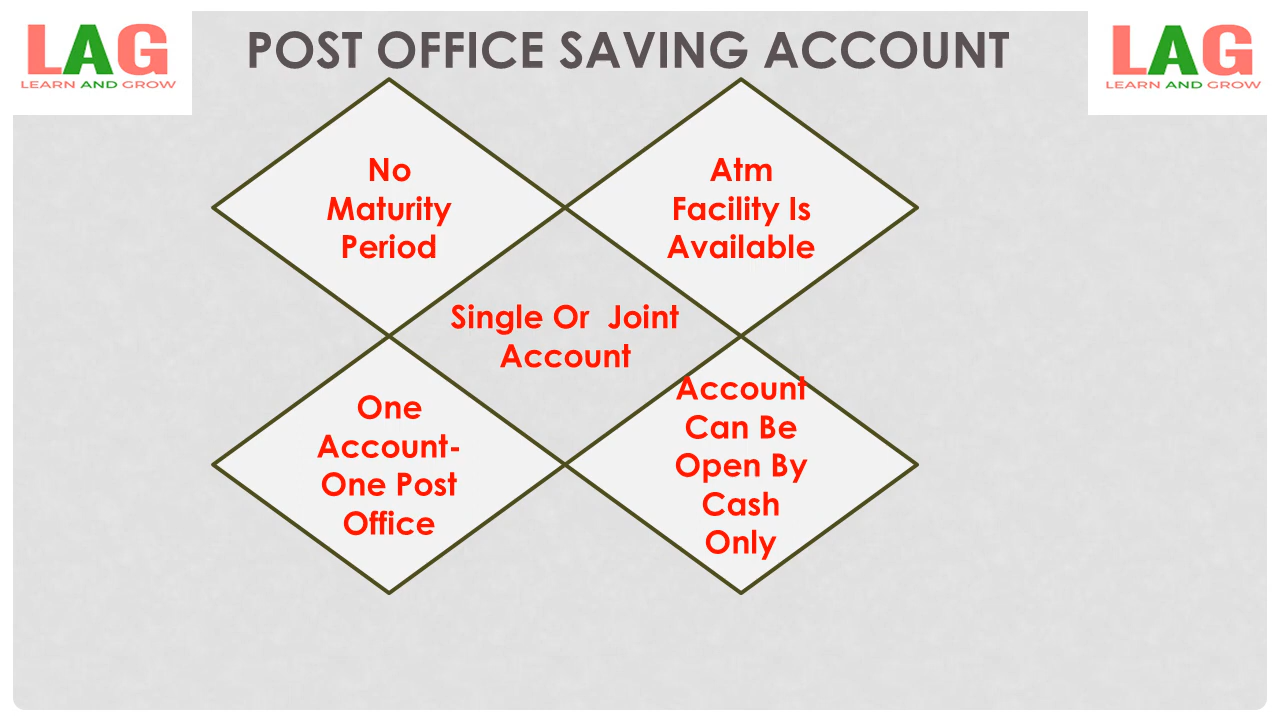 LAG
LEARN AND GROW
POST OFFICE SAVING ACCOUNT
LAG
LEARN AND GROW
No
Maturity
Period
Atm
Facility Is
Available
Single Or  Joint
Account
One
Account-
One Post
Office
Account
Can Be
Open By
Cash
Only